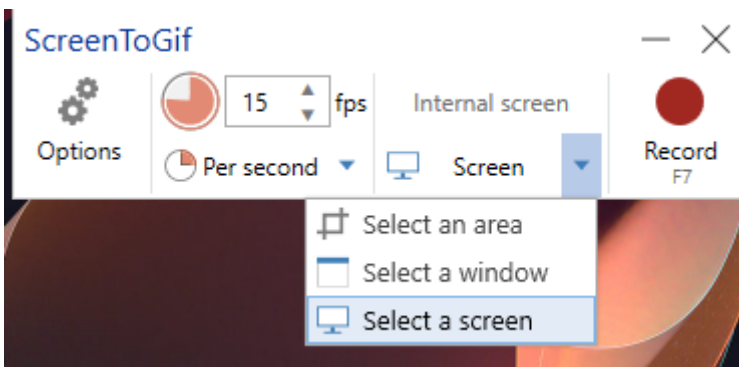 ScreenToGif
Options
15 fps
Per second
Internal screen
Screen
Record
F7
Select an area
Select a window
Select a screen